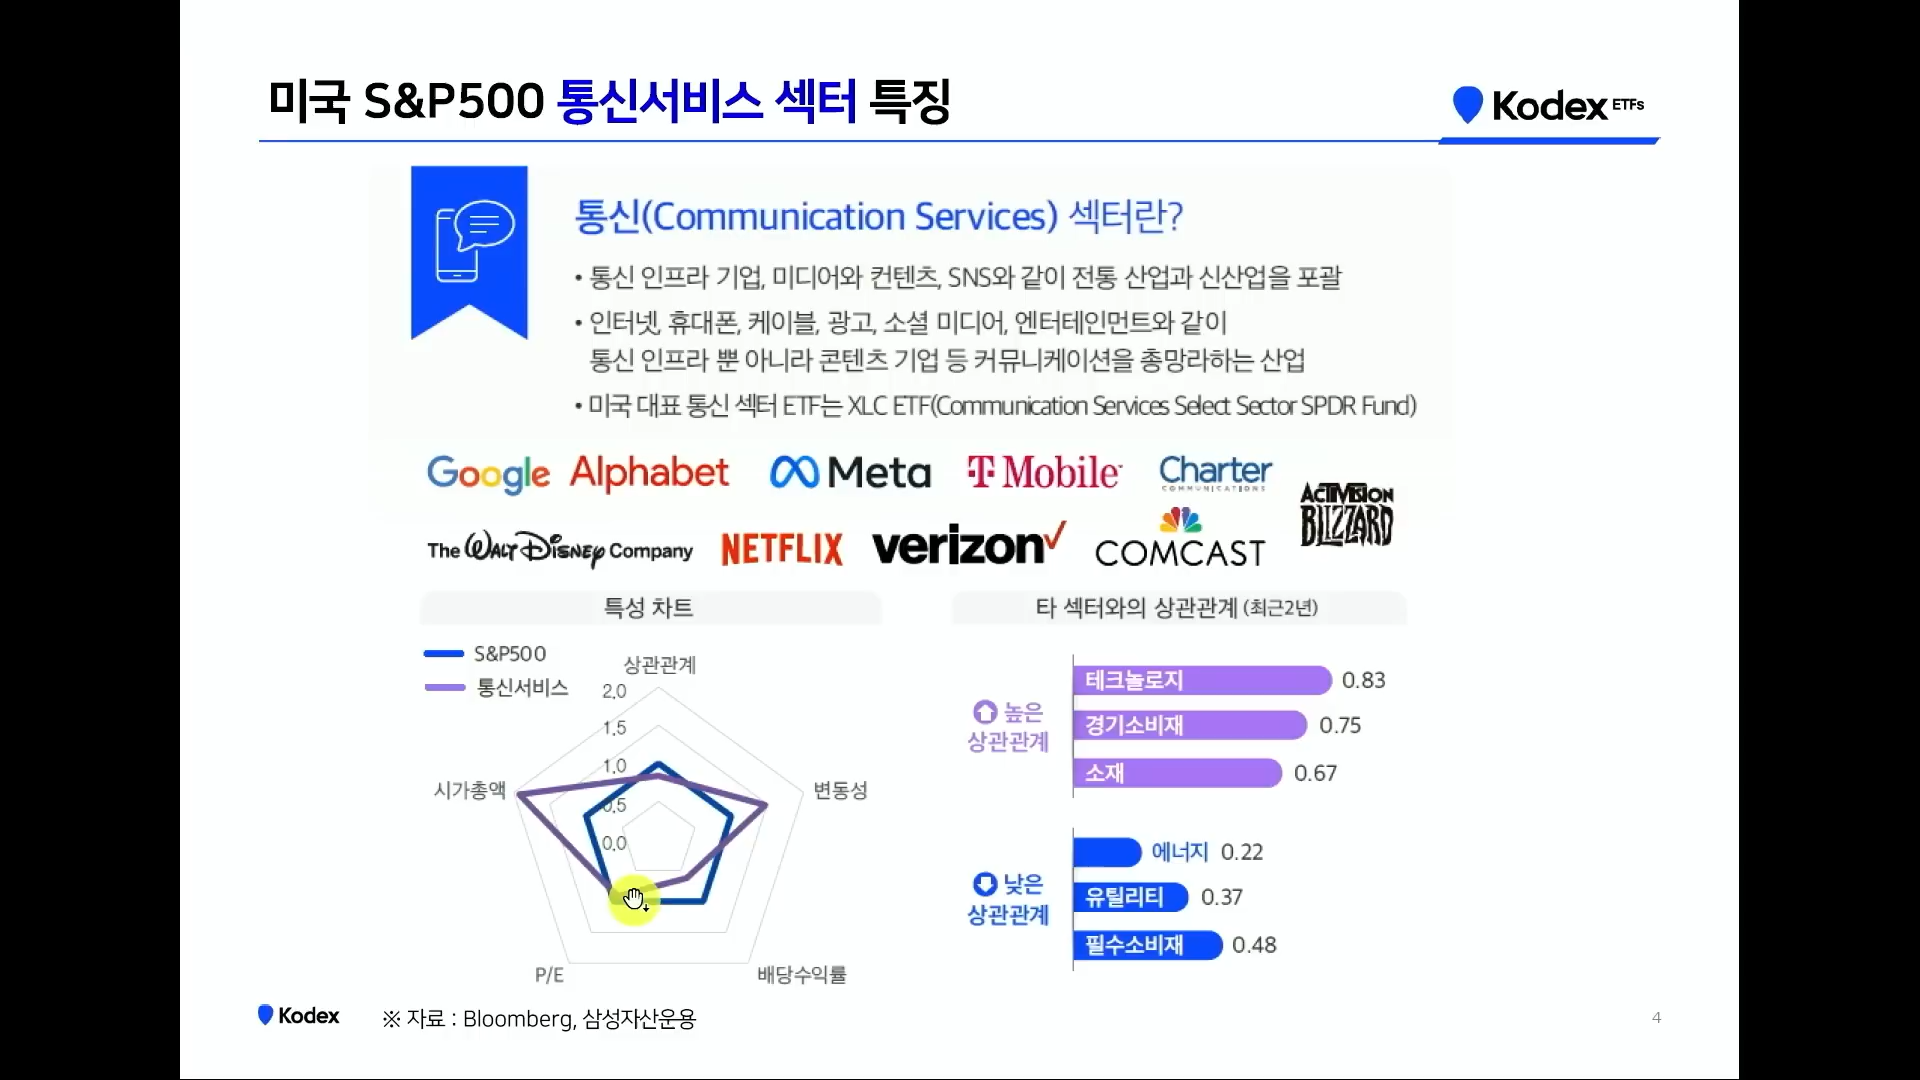 미국 S&P500 통신서비스 섹터 특징
Kodex ETFs
통신(Communication Services) 섹터란?
• 통신 인프라 기업, 미디어와 컨텐츠, SNS와 같이 전통 산업과 신산업을 포괄
• 인터넷, 휴대폰, 케이블, 광고, 소셜 미디어, 엔터테인먼트와 같이
통신 인프라 뿐 아니라 콘텐츠 기업 등 커뮤니케이션을 총망라하는 산업
• 미국 대표 통신 섹터 ETF는 XLC ETF(Communication Services Select Sector SPDR Fund)
Google Alphabet Meta T Mobile Charter COMMUNICATIONS
ACTIVISION BLIZZARD
The WALT DISNEY Company NETFLIX verizon COMCAST
특성 차트
S&P500
통신서비스
상관관계
2.0
1.5
1.0
0.5
0.0
시가총액
변동성
P/E
배당수익률
타 섹터와의 상관관계 (최근2년)
높은
상관관계
테크놀로지 0.83
경기소비재 0.75
소재 0.67
낮은
상관관계
에너지 0.22
유틸리티 0.37
필수소비재 0.48
Kodex
※ 자료 : Bloomberg, 삼성자산운용
4